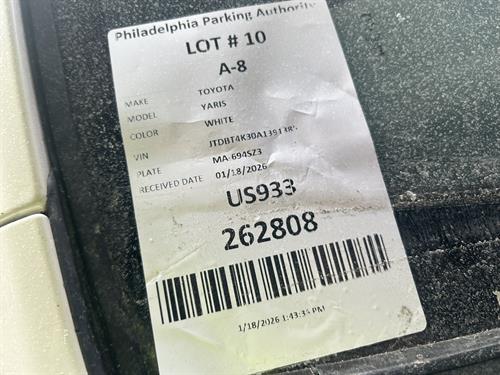 Philadelphia Parking Authority
LOT # 10
A-8
MAKE TOYOTA
MODEL YARIS
COLOR WHITE
VIN
PLATE MA-694SZ3
RECEIVED DATE 01/18/2026
US933
262808
1/18/2026 1:43:35 PM